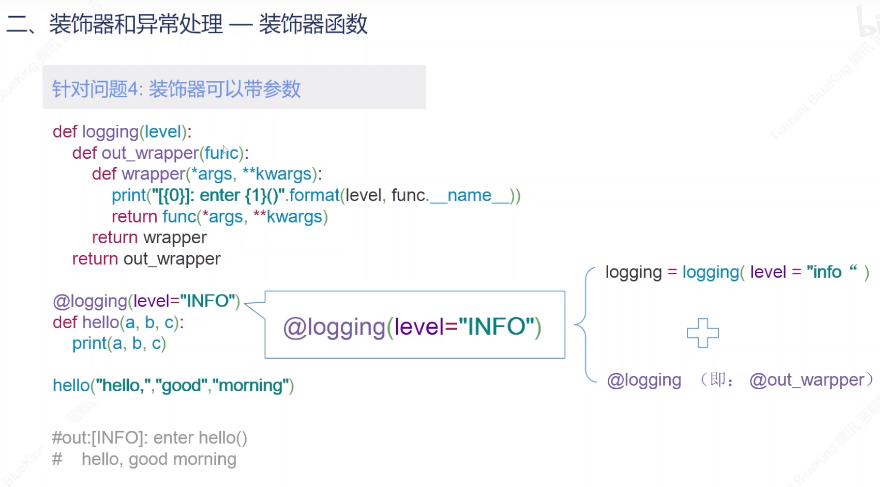 二、装饰器和异常处理 — 装饰器函数
针对问题4: 装饰器可以带参数
def logging(level):
def out_wrapper(func):
def wrapper(*args, **kwargs):
print("[{0}]: enter {1}()".format(level, func.__name__))
return func(*args, **kwargs)
return wrapper
return out_wrapper
@logging(level="INFO")
def hello(a, b, c):
print(a, b, c)
hello("hello,","good","morning")
#out:[INFO]: enter hello()
# hello, good morning
@logging(level="INFO")
logging = logging( level = "info “ )
@logging （即： @out_warpper）